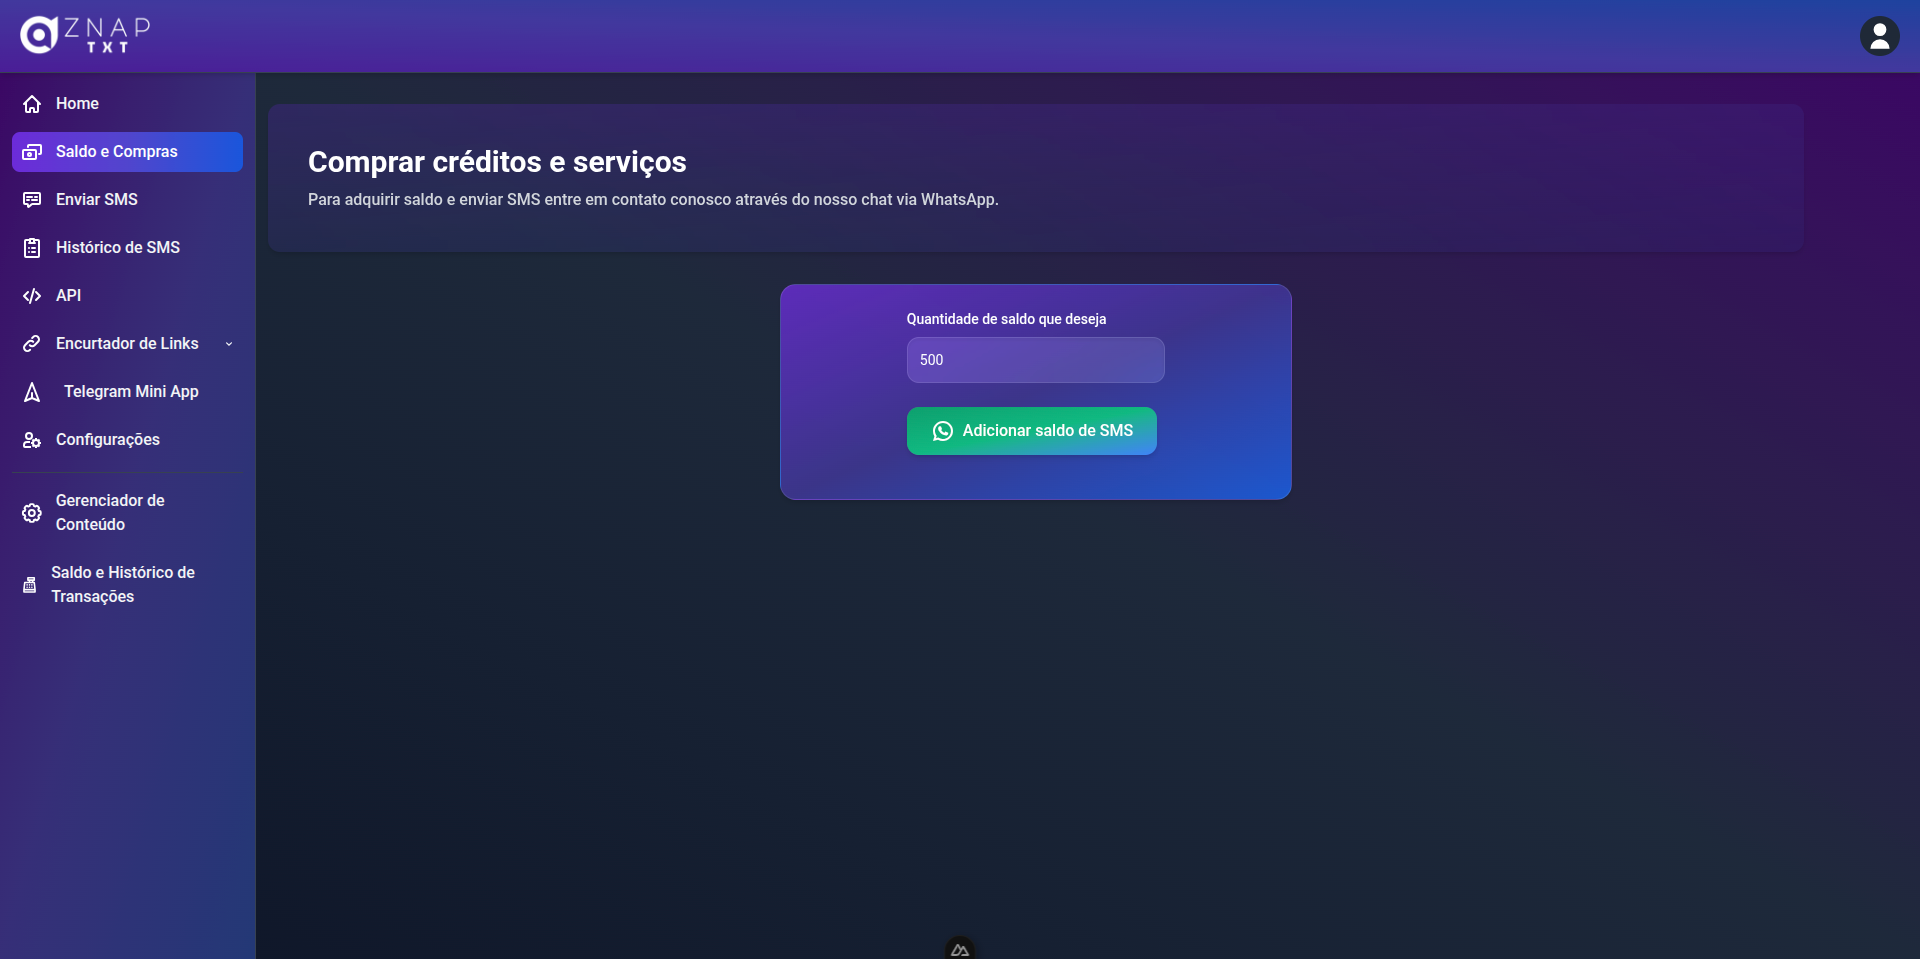 ZNAP
TXT
Home
Saldo e Compras
Enviar SMS
Histórico de SMS
API
Encurtador de Links
Telegram Mini App
Configurações
Gerenciador de
Conteúdo
Saldo e Histórico de
Transações
Comprar créditos e serviços
Para adquirir saldo e enviar SMS entre em contato conosco através do nosso chat via WhatsApp.
Quantidade de saldo que deseja
500
Adicionar saldo de SMS